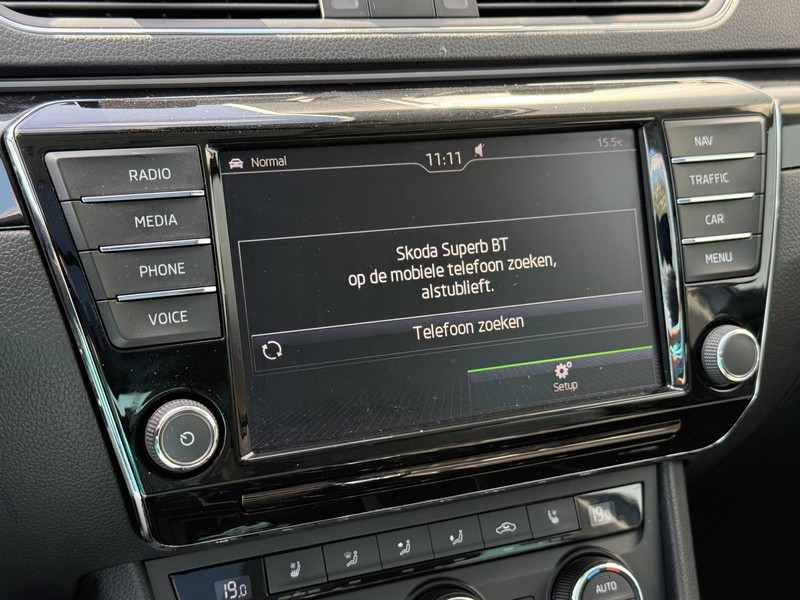 Normal
11:11
15.5°C
RADIO
MEDIA
PHONE
VOICE
NAV
TRAFFIC
CAR
MENU
Skoda Superb BT
op de mobiele telefoon zoeken,
alstublieft.
Telefoon zoeken
Setup
19.0
19.0
AUTO